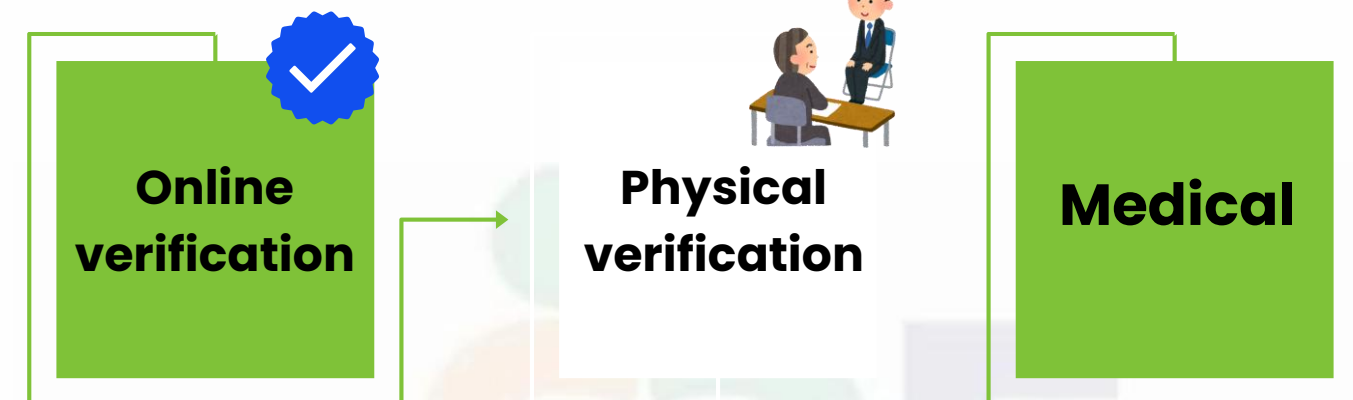 Online
verification
Physical
verification
Medical